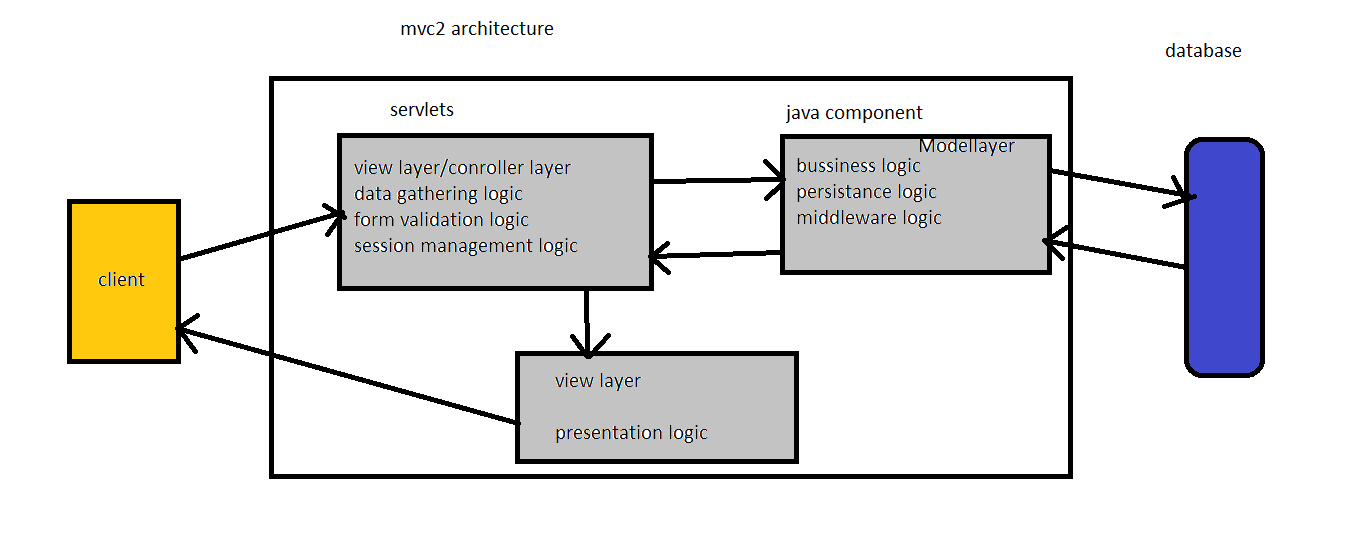 mvc2 architecture
database
servlets
java component
Modellayer
view layer/conroller layer
data gathering logic
form validation logic
session management logic
bussiness logic
persistance logic
middleware logic
client
view layer
presentation logic